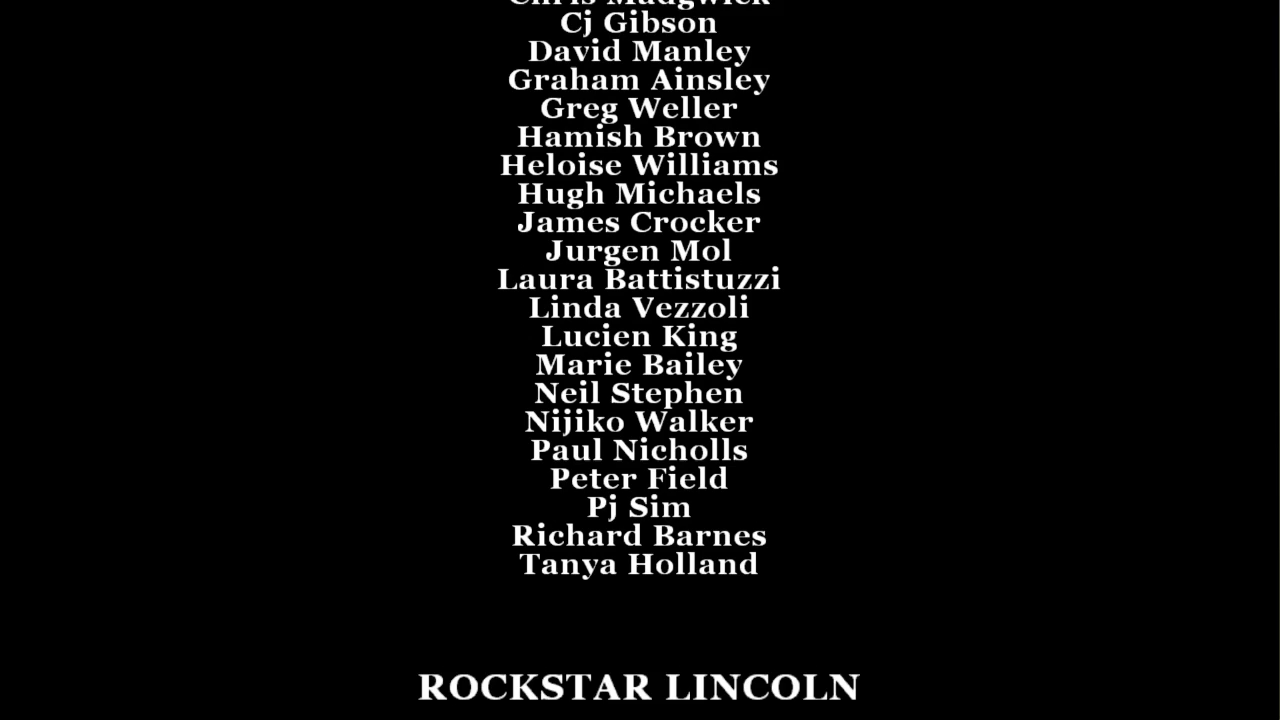 Chris Madgwick
Cj Gibson
David Manley
Graham Ainsley
Greg Weller
Hamish Brown
Heloise Williams
Hugh Michaels
James Crocker
Jurgen Mol
Laura Battistuzzi
Linda Vezzoli
Lucien King
Marie Bailey
Neil Stephen
Nijiko Walker
Paul Nicholls
Peter Field
Pj Sim
Richard Barnes
Tanya Holland
ROCKSTAR LINCOLN